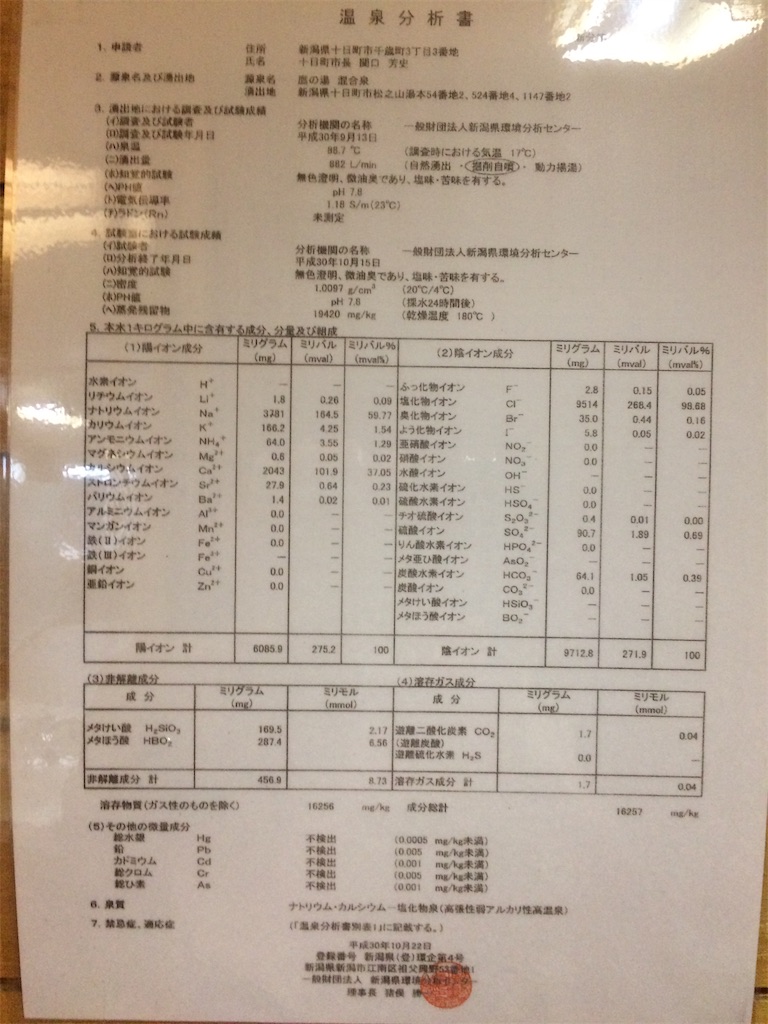 温泉分析書
1. 申請者 住所 新潟県十日町市千歳町3丁目3番地
氏名 十日町市長 関口 芳史
2. 源泉名及び湧出地 源泉名 鷹の湯 混合泉
湧出地 新潟県十日町市松之山湯本54番地2、524番地4、1147番地2
3. 湧出地における調査及び試験成績
(イ)調査及び試験者 分析機関の名称 一般財団法人新潟県環境分析センター
(ロ)調査及び試験年月日 平成30年9月13日
(ハ)泉温 98.7 ℃ (調査時における気温 17℃)
(ニ)湧出量 662 L/min (自然湧出・掘削自噴・動力揚湯)
(ホ)知覚的試験 無色澄明、微油臭であり、塩味・苦味を有する。
(ヘ)PH値 pH 7.8
(ト)電気伝導率 1.18 S/m(23℃)
(チ)ラドン(Rn) 未測定
4. 試験室における試験成績
(イ)試験者 分析機関の名称 一般財団法人新潟県環境分析センター
(ロ)分析終了年月日 平成30年10月15日
(ハ)知覚的試験 無色澄明、微油臭であり、塩味・苦味を有する。
(ニ)密度 1.0097 g/cm³ (20℃/4℃)
(ホ)PH値 pH 7.8 (採水24時間後)
(ヘ)蒸発残留物 19420 mg/kg (乾燥温度 180℃ )
5. 本水1キログラム中に含有する成分、分量及び組成
(1)陽イオン成分 ミリグラム(mg) ミリバル(mval) ミリバル%(mval%) (2)陰イオン成分 ミリグラム(mg) ミリバル(mval) ミリバル%(mval%)
水素イオン H⁺ — — — ふっ化物イオン F⁻ 2.8 0.15 0.05
リチウムイオン Li⁺ 1.8 0.26 0.09 塩化物イオン Cl⁻ 9514 268.4 98.68
ナトリウムイオン Na⁺ 3781 164.5 59.77 臭化物イオン Br⁻ 35.0 0.44 0.16
カリウムイオン K⁺ 166.2 4.25 1.54 よう化物イオン I⁻ 5.8 0.05 0.02
アンモニウムイオン NH₄⁺ 64.0 3.55 1.29 亜硝酸イオン NO₂⁻ 0.0 — —
マグネシウムイオン Mg²⁺ 0.6 0.05 0.02 硝酸イオン NO₃⁻ 0.0 — —
カルシウムイオン Ca²⁺ 2043 101.9 37.05 水酸イオン OH⁻ — — —
ストロンチウムイオン Sr²⁺ 27.9 0.64 0.23 硫化水素イオン HS⁻ 0.0 — —
バリウムイオン Ba²⁺ 1.4 0.02 0.01 硫酸水素イオン HSO₄⁻ 0.0 — —
アルミニウムイオン Al³⁺ 0.0 — — チオ硫酸イオン S₂O₃²⁻ 0.4 0.01 0.00
マンガンイオン Mn²⁺ 0.0 — — 硫酸イオン SO₄²⁻ 90.7 1.89 0.69
鉄(Ⅱ)イオン Fe²⁺ 0.0 — — りん酸水素イオン HPO₄²⁻ 0.0 — —
鉄(Ⅲ)イオン Fe³⁺ — — — メタ亜ひ酸イオン AsO₂⁻ — — —
銅イオン Cu²⁺ 0.0 — — 炭酸水素イオン HCO₃⁻ 64.1 1.05 0.39
亜鉛イオン Zn²⁺ 0.0 — — 炭酸イオン CO₃²⁻ 0.0 — —
メタけい酸イオン HSiO₃⁻ — — —
メタほう酸イオン BO₂⁻ — — —
陽イオン 計 6085.9 275.2 100 陰イオン 計 9712.8 271.9 100
(3)非解離成分 (4)溶存ガス成分
成 分 ミリグラム(mg) ミリモル(mmol) 成 分 ミリグラム(mg) ミリモル(mmol)
メタけい酸 H₂SiO₃ 169.5 2.17 遊離二酸化炭素 CO₂ 1.7 0.04
メタほう酸 HBO₂ 287.4 6.56 (遊離炭酸)
遊離硫化水素 H₂S 0.0 —
非解離成分 計 456.9 8.73 溶存ガス成分 計 1.7 0.04
溶存物質(ガス性のものを除く) 16256 mg/kg 成分総計 16257 mg/kg
(5)その他の微量成分
総水銀 Hg 不検出 (0.0005 mg/kg未満)
鉛 Pb 不検出 (0.005 mg/kg未満)
カドミウム Cd 不検出 (0.001 mg/kg未満)
総クロム Cr 不検出 (0.005 mg/kg未満)
総ひ素 As 不検出 (0.001 mg/kg未満)
6. 泉質 ナトリウム・カルシウム—塩化物泉(高張性弱アルカリ性高温泉)
7. 禁忌症、適応症 (「温泉分析書別表1」に記載する。)
平成30年10月22日
登録番号 新潟県(登)環企第4号
新潟県新潟市江南区祖父興野53番地1
一般財団法人 新潟県環境分析センター
理事長 猪俣